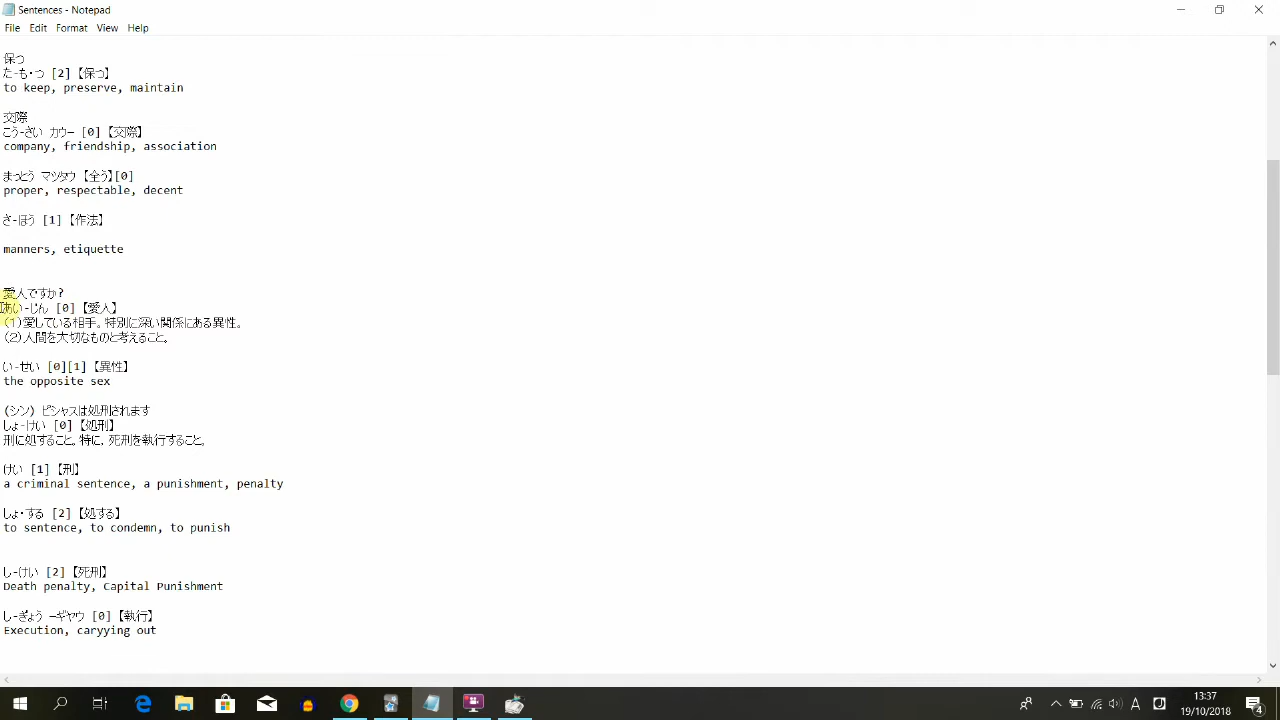 Sentences - Notepad
File Edit Format View Help
保つ
たｰも･つ [2]【保つ】
to keep, preserve, maintain
交際
こうｰさい カウー [0]【交際】
company, friendship, association
まっとう マツタウ 【全う】[0]
proper, respectable, decent
さｰほう [1]【作法】
manners, etiquette
愛人ですか?
あいｰじん [0]【愛人】
（1）愛している相手。特別に深い関係にある異性。
（2）人間を大切なものと考えること。
いｰせい [0][1]【異性】
the opposite sex
（シン）ビシャスは処刑されます
しょｰけい [0]【処刑】
刑に処すること。特に，死刑を執行すること。
けい [1]【刑】
a criminal sentence, a punishment, penalty
しょ･する [2]【処する】
to sentence, to condemn, to punish
しｰけい [2]【死刑】
Death penalty, Capital Punishment
しｰぎょう ーギヤウ [0]【執行】
Execution, caryying out
A
13:37
19/10/2018
4